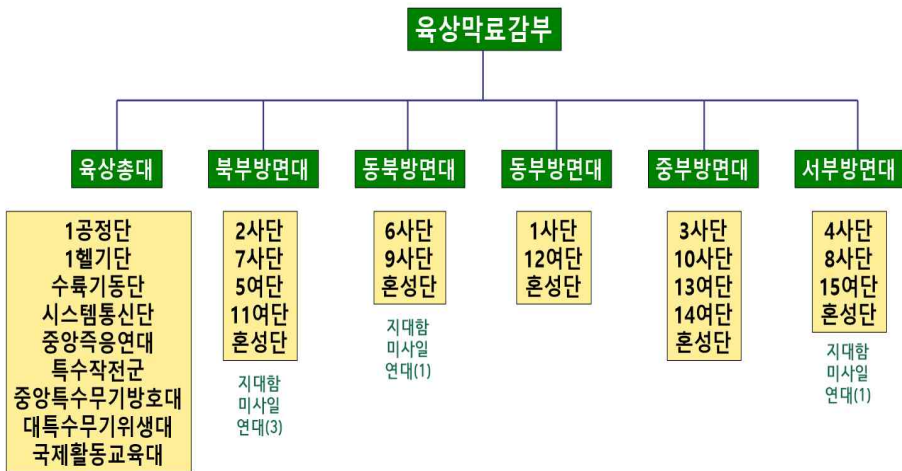 육상막료감부
육상총대
북부방면대
동북방면대
동부방면대
중부방면대
서부방면대
1공정단
1헬기단
수륙기동단
시스템통신단
중앙즉응연대
특수작전군
중앙특수무기방호대
대특수무기위생대
국제활동교육대
2사단
7사단
5여단
11여단
혼성단
지대함
미사일
연대(3)
6사단
9사단
혼성단
지대함
미사일
연대(1)
1사단
12여단
혼성단
3사단
10사단
13여단
14여단
혼성단
4사단
8사단
15여단
혼성단
지대함
미사일
연대(1)